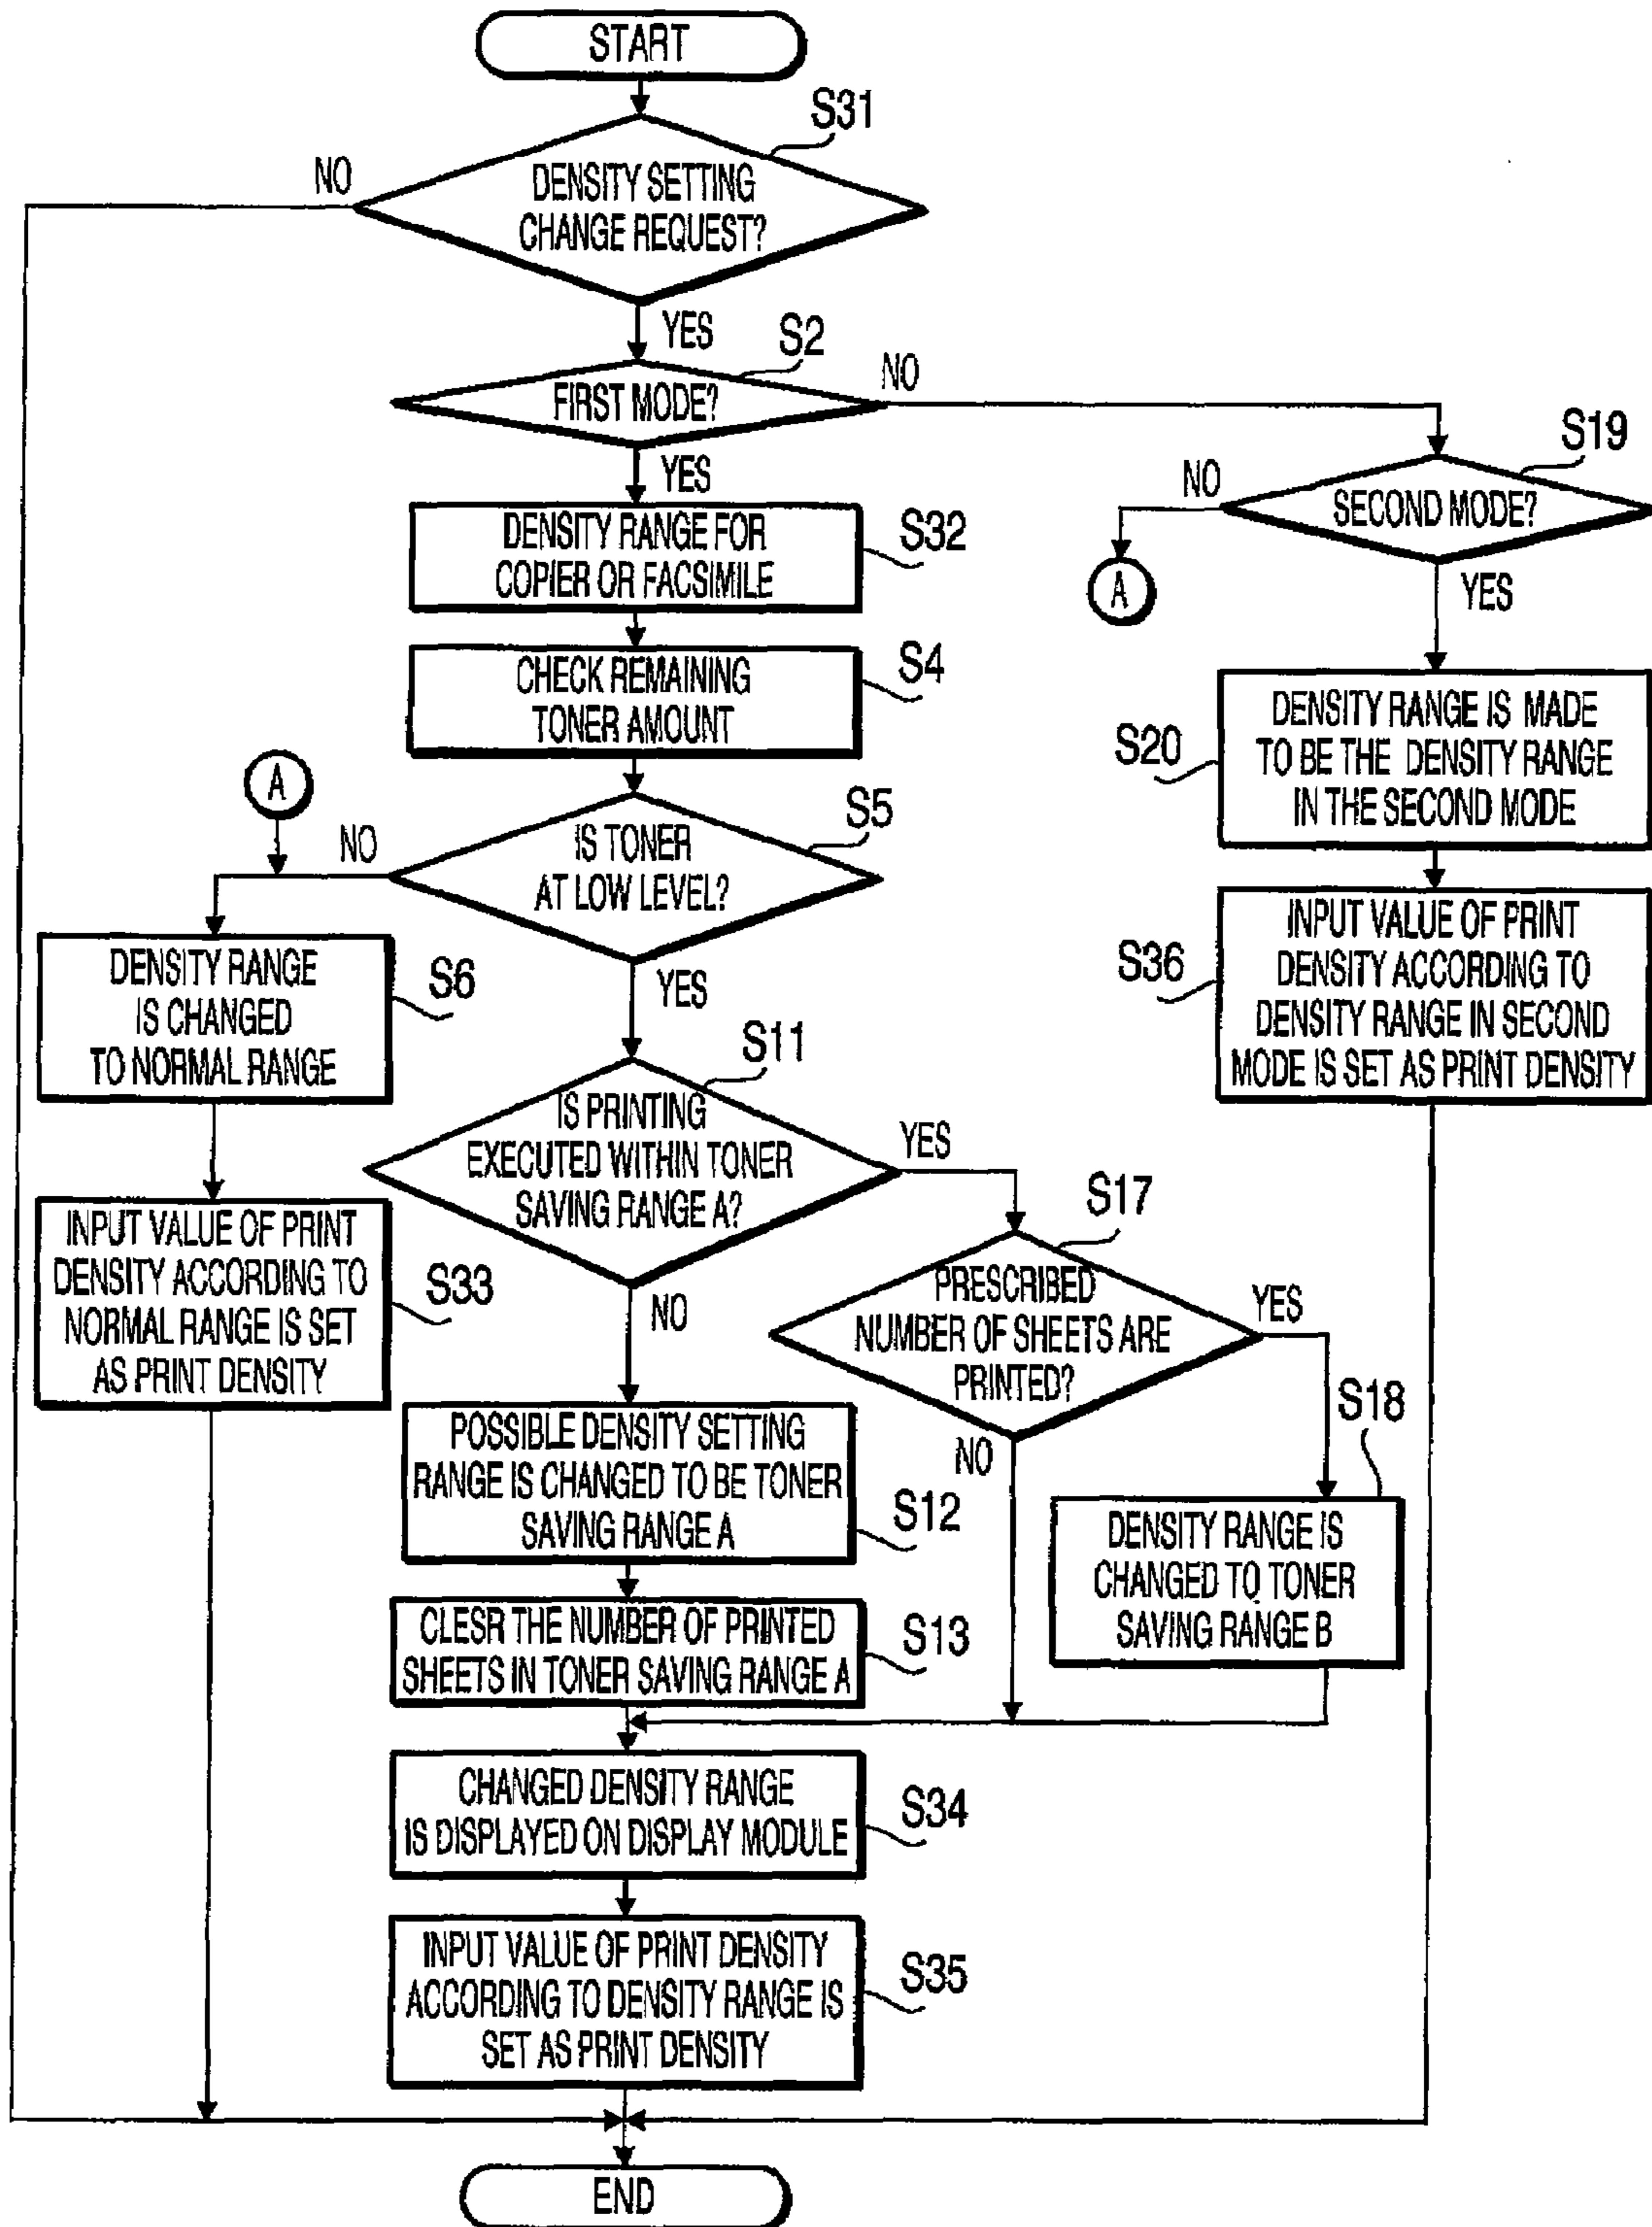 START
S31
NO
DENSITY SETTING
CHANGE REQUEST?
YES
S2
NO
FIRST MODE?
YES
S19
NO
SECOND MODE?
YES
A
DENSITY RANGE FOR
COPIER OR FACSIMILE
S32
CHECK REMAINING
TONER AMOUNT
S4
DENSITY RANGE IS MADE
TO BE THE DENSITY RANGE
IN THE SECOND MODE
S20
A
NO
IS TONER
AT LOW LEVEL?
S5
YES
INPUT VALUE OF PRINT
DENSITY ACCORDING TO
DENSITY RANGE IN SECOND
MODE IS SET AS PRINT DENSITY
S36
DENSITY RANGE
IS CHANGED
TO NORMAL RANGE
S6
S11
IS PRINTING
EXECUTED WITHIN TONER
SAVING RANGE A?
YES
NO
INPUT VALUE OF PRINT
DENSITY ACCORDING TO
NORMAL RANGE IS SET
AS PRINT DENSITY
S33
S17
PRESCRIBED
NUMBER OF SHEETS ARE
PRINTED?
YES
NO
S18
POSSIBLE DENSITY SETTING
RANGE IS CHANGED TO BE TONER
SAVING RANGE A
S12
DENSITY RANGE IS
CHANGED TO TONER
SAVING RANGE B
CLESR THE NUMBER OF PRINTED
SHEETS IN TONER SAVING RANGE A
S13
CHANGED DENSITY RANGE
IS DISPLAYED ON DISPLAY MODULE
S34
INPUT VALUE OF PRINT DENSITY
ACCORDING TO DENSITY RANGE IS
SET AS PRINT DENSITY
S35
END